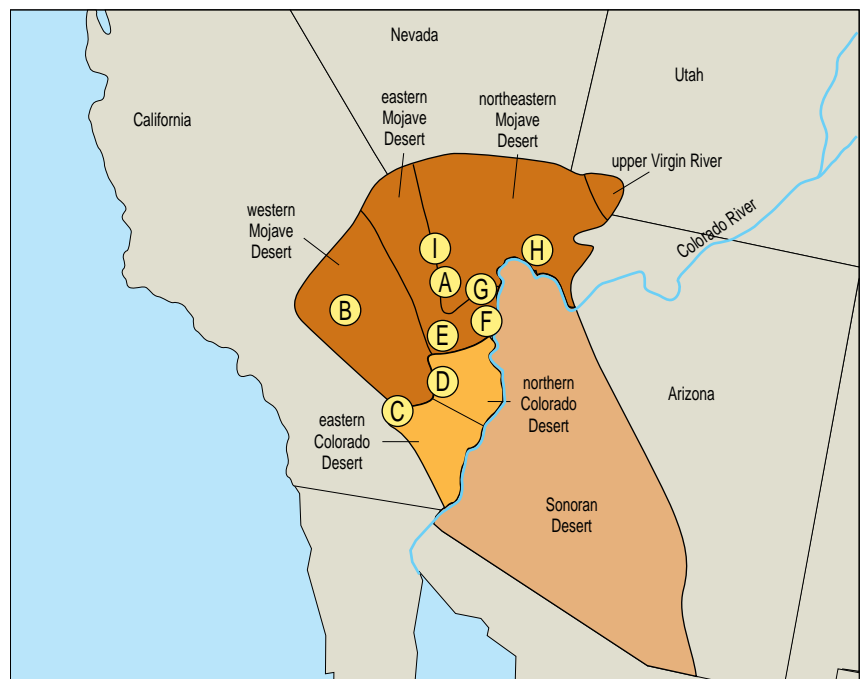 Nevada
Utah
California
eastern
Mojave
Desert
northeastern
Mojave
Desert
upper Virgin River
western
Mojave
Desert
Colorado River
I
H
A
G
B
F
E
D
C
northern
Colorado
Desert
Arizona
eastern
Colorado
Desert
Sonoran
Desert